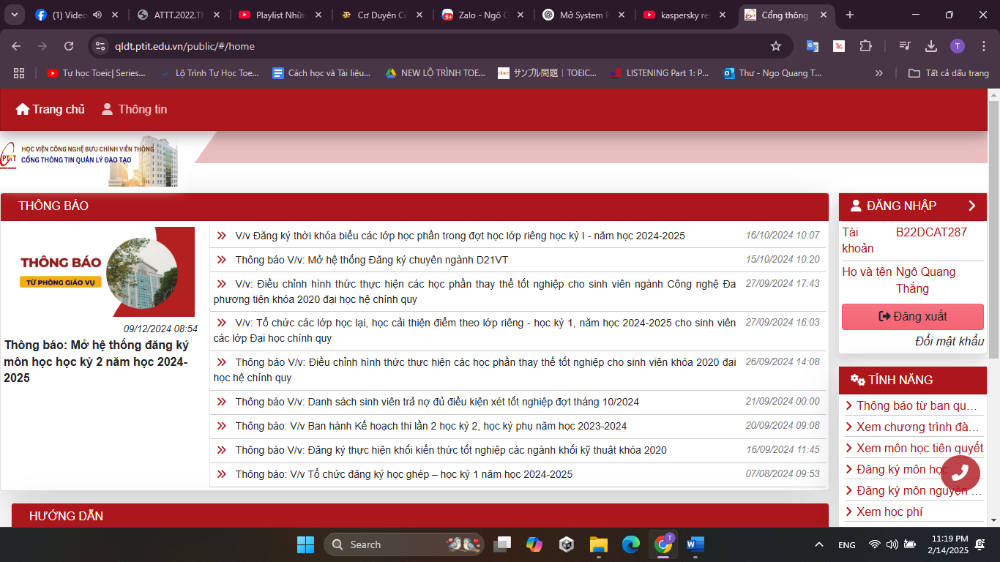 (1) Video
ATTT.2022.Th
Playlist Nhữn
Cơ Duyên Củ
Zalo - Ngô Q
Mở System R
kaspersky re
Cổng thông
qldt.ptit.edu.vn/public/#/home
T
Tự học Toeic| Series...
Lộ Trình Tự Học Toe...
Cách học và Tài liệu...
NEW LỘ TRÌNH TOE...
サンプル問題｜TOEIC...
LISTENING Part 1: P...
Thư - Ngo Quang T...
Tất cả dấu trang
Trang chủ
Thông tin
HỌC VIỆN CÔNG NGHỆ BƯU CHÍNH VIỄN THÔNG
CỔNG THÔNG TIN QUẢN LÝ ĐÀO TẠO
THÔNG BÁO
THÔNG BÁO
TỪ PHÒNG GIÁO VỤ
09/12/2024 08:54
Thông báo: Mở hệ thống đăng ký
môn học học kỳ 2 năm học 2024-
2025
V/v Đăng ký thời khóa biểu các lớp học phần trong đợt học lớp riêng học kỳ I - năm học 2024-2025 16/10/2024 10:07
Thông báo V/v: Mở hệ thống Đăng ký chuyên ngành D21VT 15/10/2024 10:20
V/v: Điều chỉnh hình thức thực hiện các học phần thay thế tốt nghiệp cho sinh viên ngành Công nghệ Đa 27/09/2024 17:43
phương tiện khóa 2020 đại học hệ chính quy
V/v: Tổ chức các lớp học lại, học cải thiện điểm theo lớp riêng - học kỳ 1, năm học 2024-2025 cho sinh viên 27/09/2024 16:03
các lớp Đại học chính quy
Thông báo V/v: Điều chỉnh hình thức thực hiện các học phần thay thế tốt nghiệp cho sinh viên khóa 2020 đại 26/09/2024 14:08
học hệ chính quy
Thông báo V/v: Danh sách sinh viên trả nợ đủ điều kiện xét tốt nghiệp đợt tháng 10/2024 21/09/2024 00:00
Thông báo: V/v Ban hành Kế hoạch thi lần 2 học kỳ 2, học kỳ phụ năm học 2023-2024 20/09/2024 09:08
Thông báo V/v: Đăng ký thực hiện khối kiến thức tốt nghiệp các ngành khối kỹ thuật khóa 2020 16/09/2024 11:45
Thông báo: V/v Tổ chức đăng ký học ghép – học kỳ 1 năm học 2024-2025 07/08/2024 09:53
HƯỚNG DẪN
ĐĂNG NHẬP
Tài B22DCAT287
khoản
Họ và tên Ngô Quang
Thắng
Đăng xuất
Đổi mật khẩu
TÍNH NĂNG
Thông báo từ ban qu...
Xem chương trình đà...
Xem môn học tiên quyết
Đăng ký môn học
Đăng ký môn nguyện ...
Xem học phí
Search
T
ENG
11:19 PM
2/14/2025